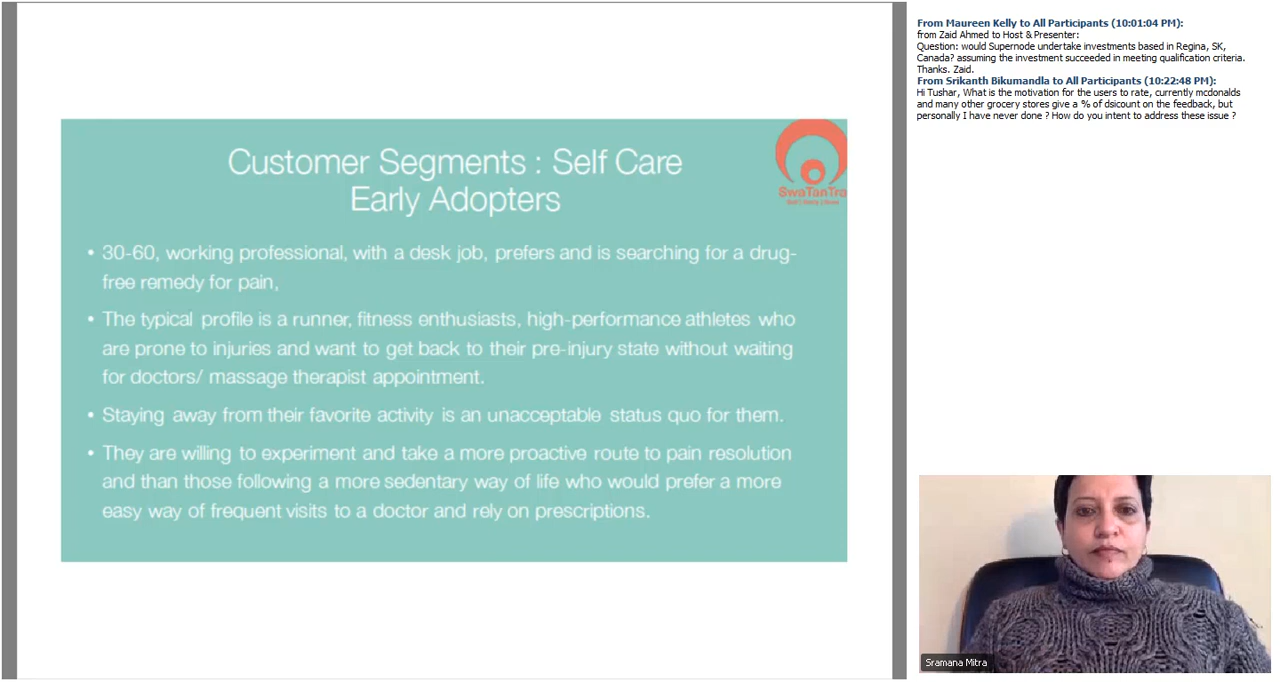 Customer Segments : Self Care
Early Adopters
SwaTanTra
• 30-60, working professional, with a desk job, prefers and is searching for a drug-
free remedy for pain,
• The typical profile is a runner, fitness enthusiasts, high-performance athletes who
are prone to injuries and want to get back to their pre-injury state without waiting
for doctors/ massage therapist appointment.
• Staying away from their favorite activity is an unacceptable status quo for them.
• They are willing to experiment and take a more proactive route to pain resolution
and than those following a more sedentary way of life who would prefer a more
easy way of frequent visits to a doctor and rely on prescriptions.
From Maureen Kelly to All Participants (10:01:04 PM):
from Zaid Ahmed to Host & Presenter:
Question: would Supernode undertake investments based in Regina, SK,
Canada? assuming the investment succeeded in meeting qualification criteria.
Thanks. Zaid.
From Srikanth Bikumandla to All Participants (10:22:48 PM):
Hi Tushar, What is the motivation for the users to rate, currently mcdonalds
and many other grocery stores give a % of dsicount on the feedback, but
personally I have never done ? How do you intent to address these issue ?
Sramana Mitra